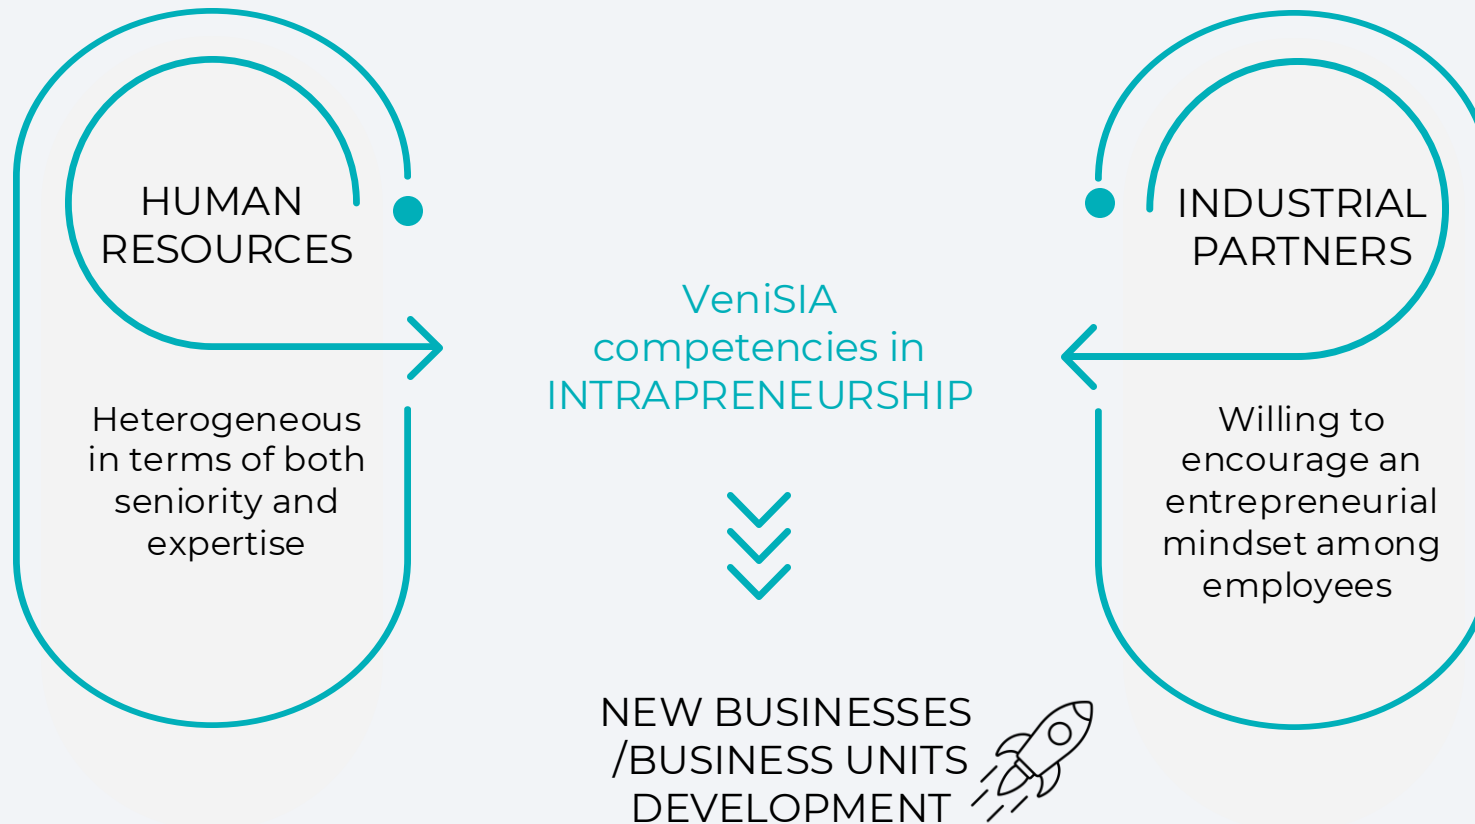 HUMAN
RESOURCES
Heterogeneous
in terms of both
seniority and
expertise
VeniSIA
competencies in
INTRAPRENEURSHIP
NEW BUSINESSES
/BUSINESS UNITS
DEVELOPMENT
INDUSTRIAL
PARTNERS
Willing to
encourage an
entrepreneurial
mindset among
employees